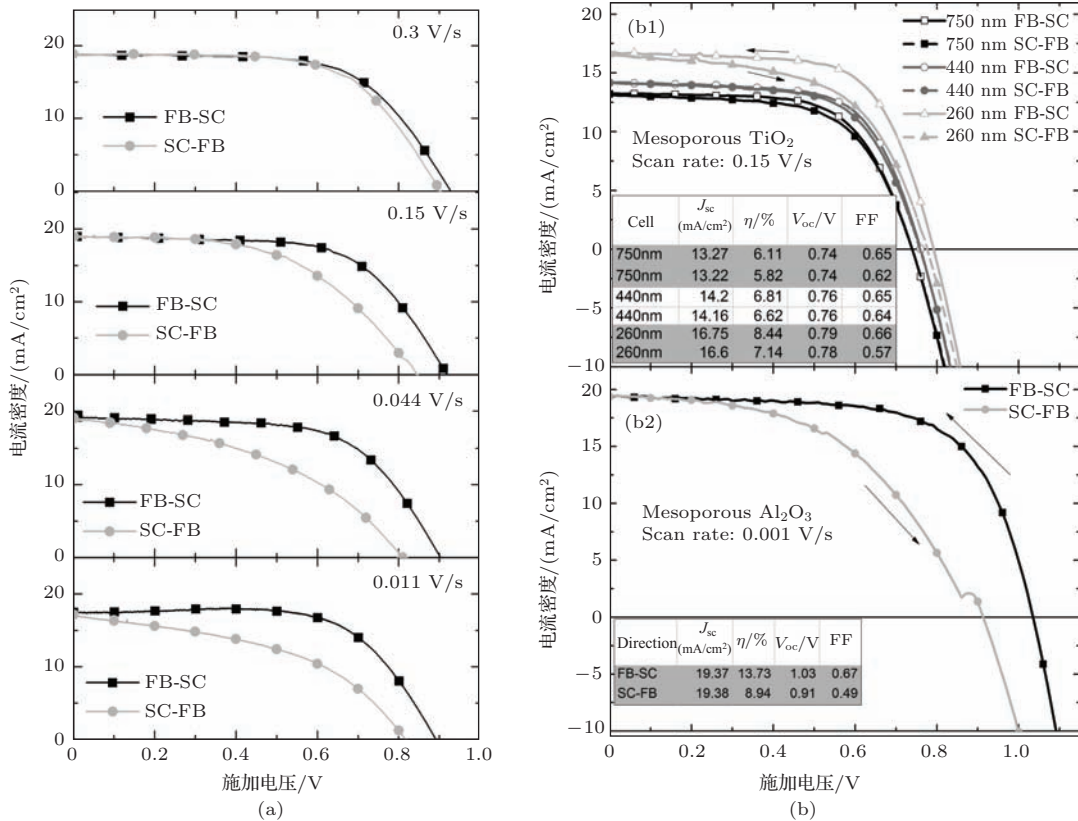 0.3 V/s
20
10
0
FB-SC
SC-FB
0.15 V/s
20
10
0
FB-SC
SC-FB
0.044 V/s
20
10
0
FB-SC
SC-FB
0.011 V/s
20
10
0
FB-SC
SC-FB
电流密度/(mA/cm²)
0 0.2 0.4 0.6 0.8 1.0
施加电压/V
(a)
(b1)
750 nm FB-SC
750 nm SC-FB
440 nm FB-SC
440 nm SC-FB
260 nm FB-SC
260 nm SC-FB
20
15
10
5
0
−5
−10
电流密度/(mA/cm²)
Mesoporous TiO₂
Scan rate: 0.15 V/s
Cell Jsc (mA/cm²) η/% Voc/V FF
750nm 13.27 6.11 0.74 0.65
750nm 13.22 5.82 0.74 0.62
440nm 14.2 6.81 0.76 0.65
440nm 14.16 6.62 0.76 0.64
260nm 16.75 8.44 0.79 0.66
260nm 16.6 7.14 0.78 0.57
(b2)
FB-SC
SC-FB
20
15
10
5
0
−5
−10
电流密度/(mA/cm²)
Mesoporous Al₂O₃
Scan rate: 0.001 V/s
Direction Jsc (mA/cm²) η/% Voc/V FF
FB-SC 19.37 13.73 1.03 0.67
SC-FB 19.38 8.94 0.91 0.49
0 0.2 0.4 0.6 0.8 1.0
施加电压/V
(b)